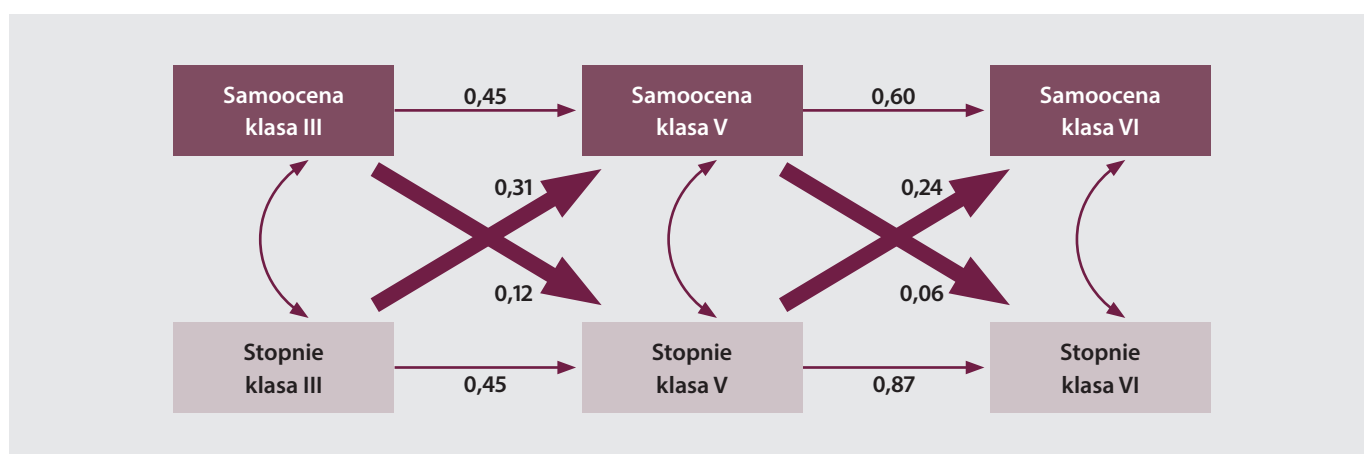 Samoocena
klasa III
0,45
Samoocena
klasa V
0,60
Samoocena
klasa VI
0,31
0,24
0,12
0,06
Stopnie
klasa III
0,45
Stopnie
klasa V
0,87
Stopnie
klasa VI